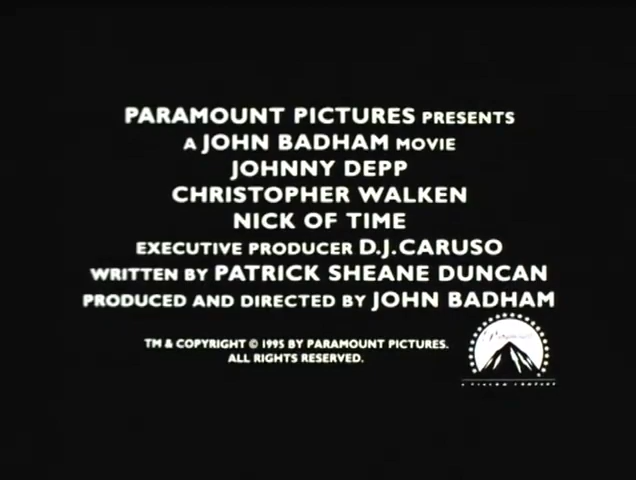 PARAMOUNT PICTURES PRESENTS
A JOHN BADHAM MOVIE
JOHNNY DEPP
CHRISTOPHER WALKEN
NICK OF TIME
EXECUTIVE PRODUCER D.J. CARUSO
WRITTEN BY PATRICK SHEANE DUNCAN
PRODUCED AND DIRECTED BY JOHN BADHAM
TM & COPYRIGHT © 1995 BY PARAMOUNT PICTURES.
ALL RIGHTS RESERVED.
Paramount